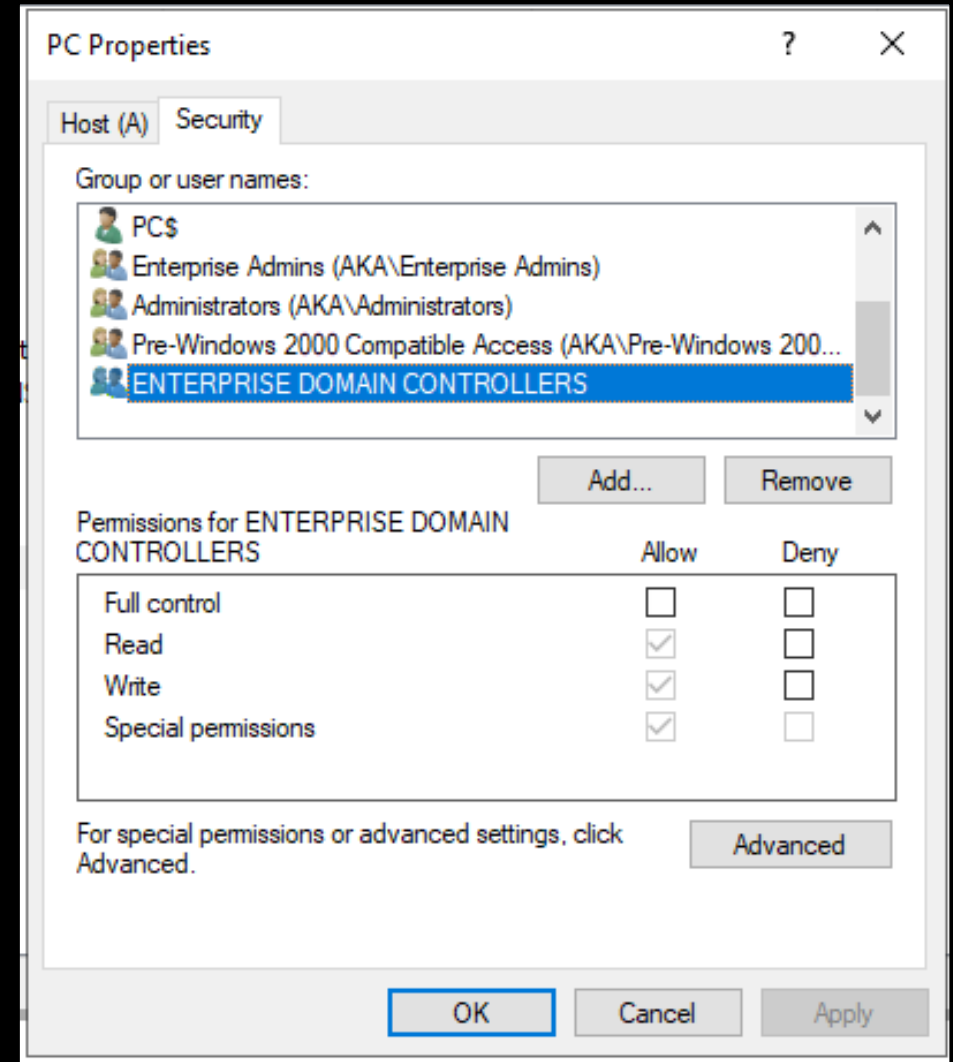 PC Properties ?
Host (A) Security
Group or user names:
PC$
Enterprise Admins (AKA\Enterprise Admins)
Administrators (AKA\Administrators)
Pre-Windows 2000 Compatible Access (AKA\Pre-Windows 200...
ENTERPRISE DOMAIN CONTROLLERS
Add... Remove
Permissions for ENTERPRISE DOMAIN
CONTROLLERS Allow Deny
Full control
Read
Write
Special permissions
For special permissions or advanced settings, click
Advanced.
Advanced
OK Cancel Apply